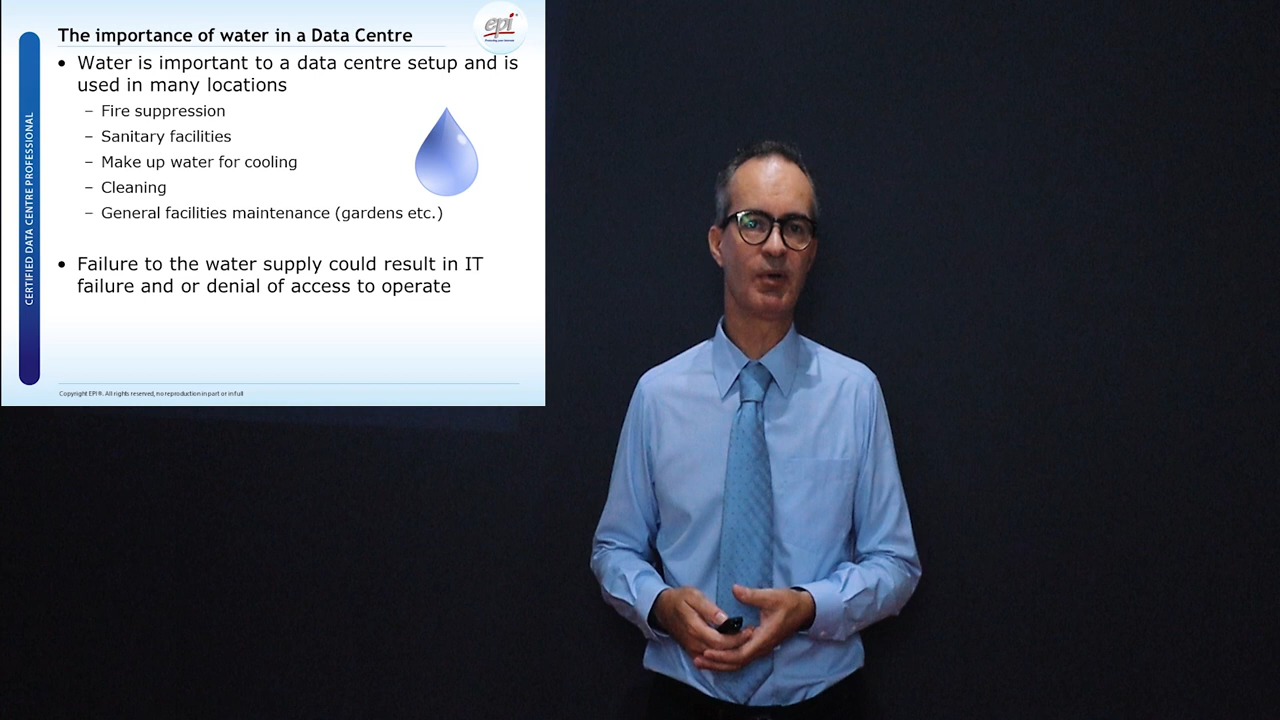 The importance of water in a Data Centre
epi
• Water is important to a data centre setup and is
used in many locations
– Fire suppression
– Sanitary facilities
– Make up water for cooling
– Cleaning
– General facilities maintenance (gardens etc.)
• Failure to the water supply could result in IT
failure and or denial of access to operate
CERTIFIED DATA CENTRE PROFESSIONAL
Copyright EPI®. All rights reserved, no reproduction in part or in full